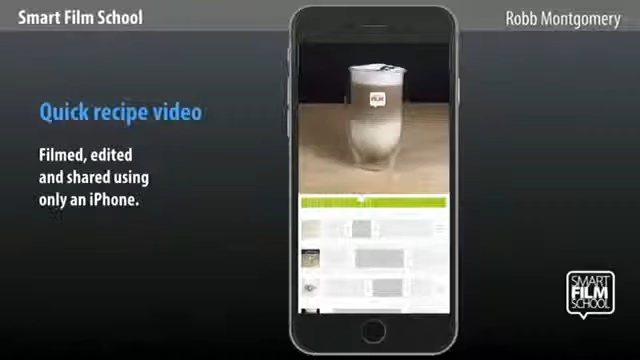 Smart Film School
Robb Montgomery
Quick recipe video
Filmed, edited
and shared using
only an iPhone.
FILM
SMART
FILM
SCHOOL